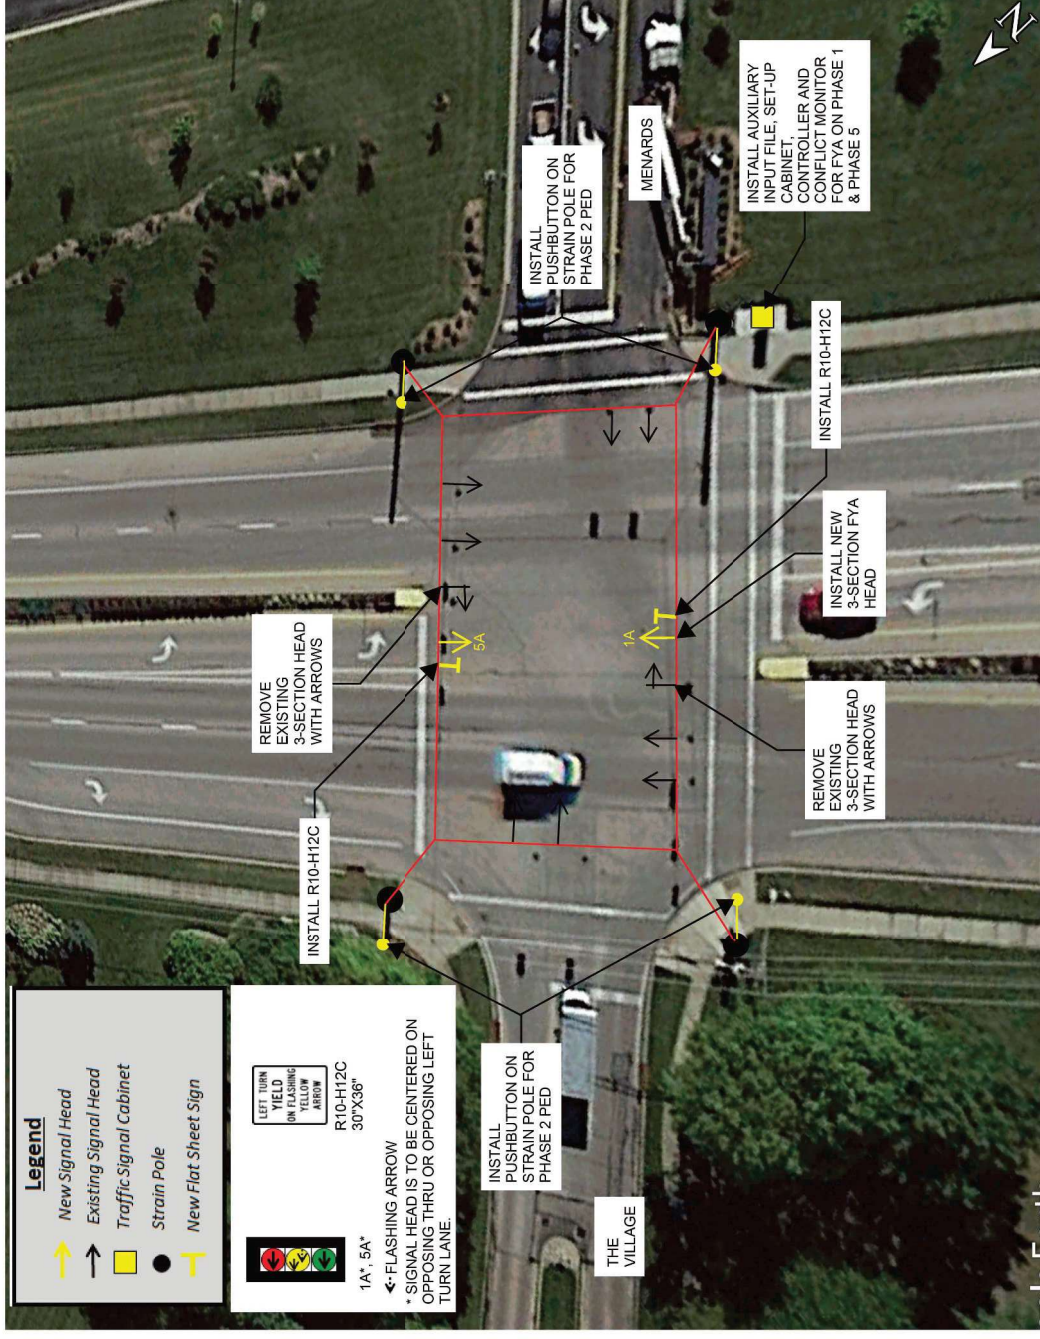 Legend
New Signal Head
Existing Signal Head
Traffic Signal Cabinet
Strain Pole
New Flat Sheet Sign
LEFT TURN
YIELD
ON FLASHING
YELLOW
ARROW
R10-H12C
30"X36"
1A*, 5A*
FLASHING ARROW
* SIGNAL HEAD IS TO BE CENTERED ON
OPPOSING THRU OR OPPOSING LEFT
TURN LANE.
INSTALL R10-H12C
REMOVE
EXISTING
3-SECTION HEAD
WITH ARROWS
5A
1A
INSTALL
PUSHBUTTON ON
STRAIN POLE FOR
PHASE 2 PED
MENARDS
INSTALL AUXILIARY
INPUT FILE, SET-UP
CABINET,
CONTROLLER AND
CONFLICT MONITOR
FOR FYA ON PHASE 1
& PHASE 5
INSTALL R10-H12C
INSTALL NEW
3-SECTION FYA
HEAD
REMOVE
EXISTING
3-SECTION HEAD
WITH ARROWS
INSTALL
PUSHBUTTON ON
STRAIN POLE FOR
PHASE 2 PED
THE
VILLAGE
N